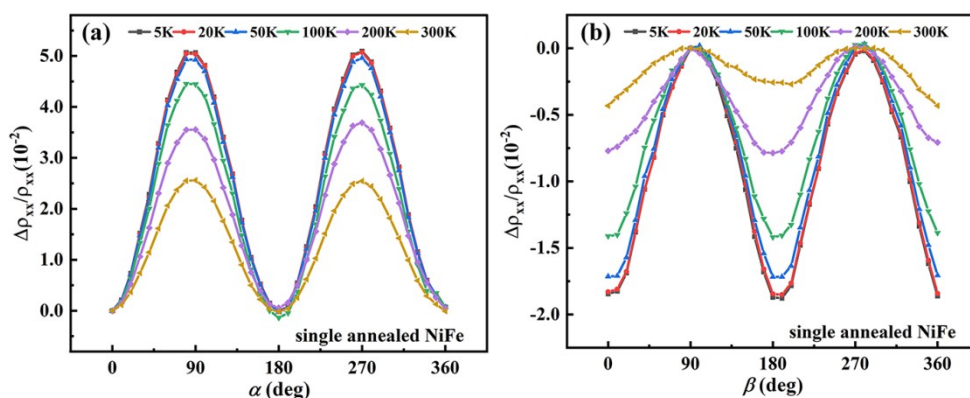 (a)
5K 20K 50K 100K 200K 300K
5.0
4.0
3.0
2.0
1.0
0.0
Δρxx/ρxx(10⁻²)
single annealed NiFe
0 90 180 270 360
α (deg)
(b)
5K 20K 50K 100K 200K 300K
0.0
-0.5
-1.0
-1.5
-2.0
Δρxx/ρxx(10⁻²)
single annealed NiFe
0 90 180 270 360
β (deg)